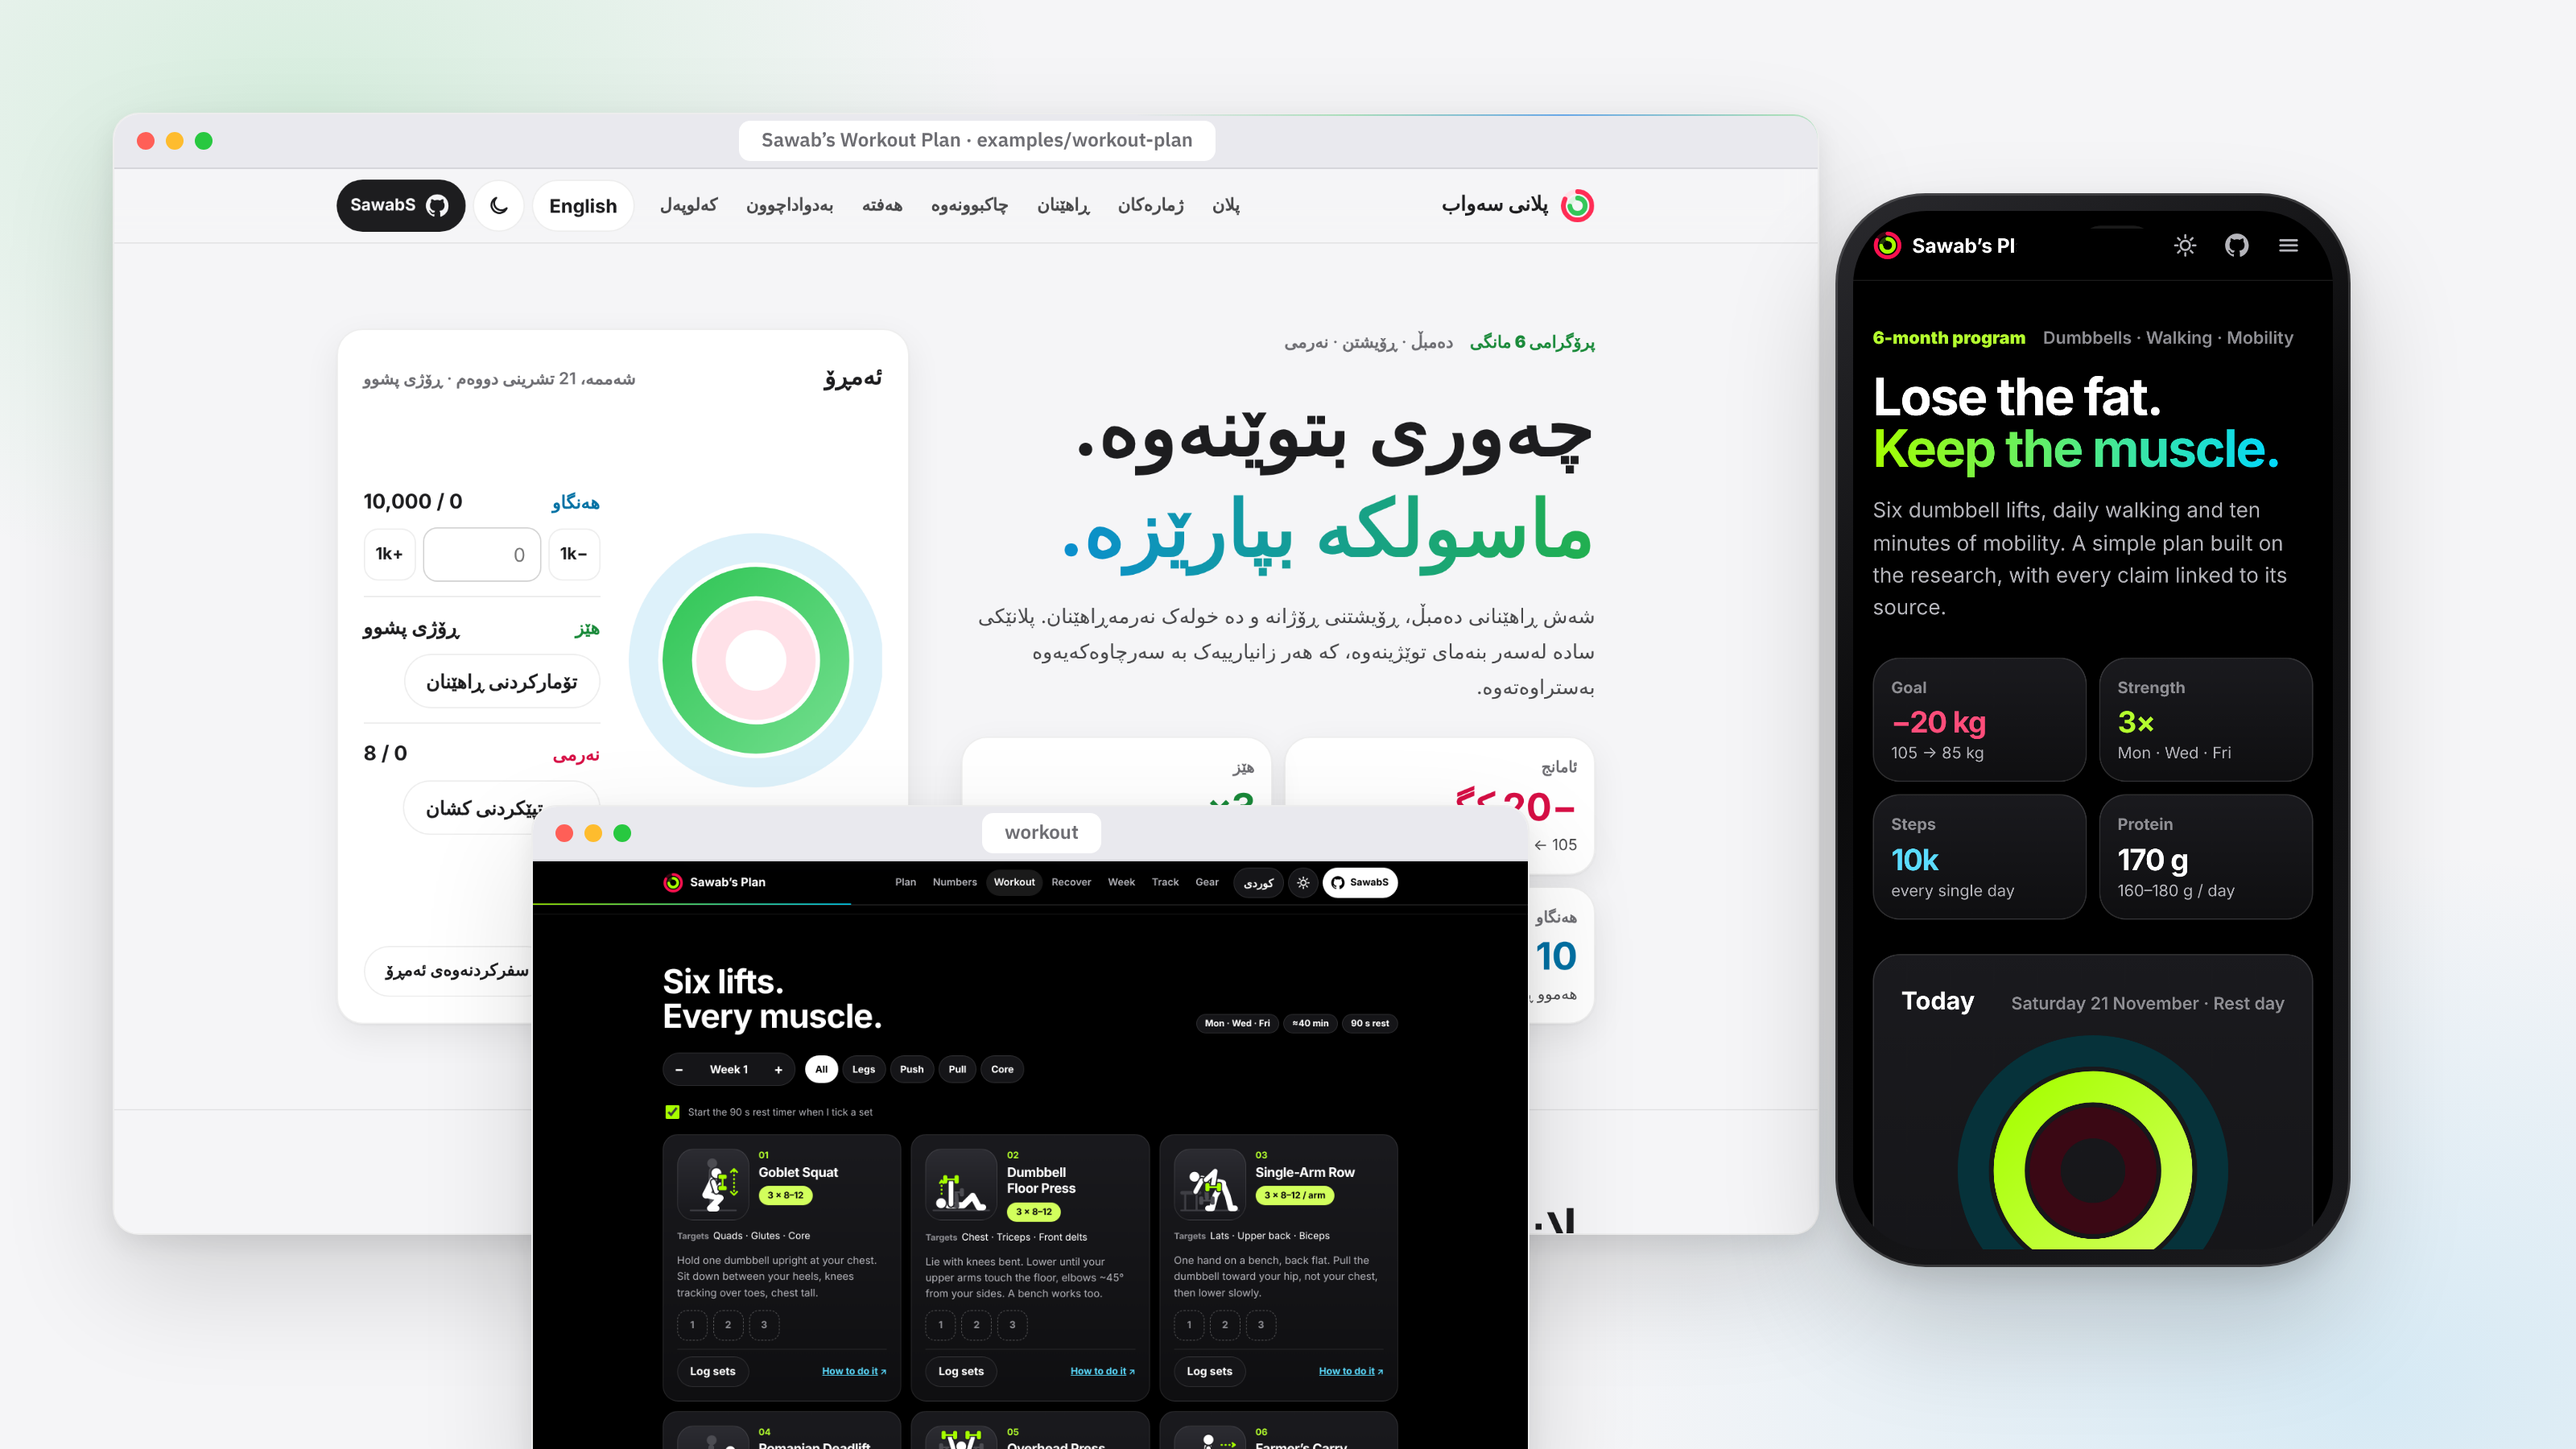 Sawab’s Workout Plan · examples/workout-plan
پلانی سەواب
پلان
ژمارەکان
ڕاهێنان
چاکبوونەوە
هەفتە
بەدواداچوون
کەلوپەل
English
SawabS
پرۆگرامی 6 مانگی
دەمبڵ · ڕۆیشتن · نەرمی
چەوری بتوێنەوە.
ماسولکە بپارێزە.
شەش ڕاهێنانی دەمبڵ، ڕۆیشتنی ڕۆژانە و دە خولەک نەرمەڕاهێنان. پلانێکی
سادە لەسەر بنەمای توێژینەوە، کە هەر زانیارییەک بە سەرچاوەکەیەوە
بەستراوەتەوە.
ئامانج
−20 کگ
105 →
هێز
3×
هەنگاو
10
هەموو
ئەمڕۆ
شەممە، 21 تشرینی دووەم · ڕۆژی پشوو
هەنگاو
10,000 / 0
1k−
0
1k+
هێز
ڕۆژی پشوو
تۆمارکردنی ڕاهێنان
نەرمی
8 / 0
تیێکردنی کشان
سفرکردنەوەی ئەمڕۆ
workout
Sawab’s Plan
Plan
Numbers
Workout
Recover
Week
Track
Gear
کوردی
SawabS
Six lifts.
Every muscle.
Mon · Wed · Fri
≈40 min
90 s rest
− Week 1 +
All
Legs
Push
Pull
Core
Start the 90 s rest timer when I tick a set
01
Goblet Squat
3 × 8–12
Targets Quads · Glutes · Core
Hold one dumbbell upright at your chest.
Sit down between your heels, knees
tracking over toes, chest tall.
1 2 3
Log sets
How to do it ↗
02
Dumbbell
Floor Press
3 × 8–12
Targets Chest · Triceps · Front delts
Lie with knees bent. Lower until your
upper arms touch the floor, elbows ~45°
from your sides. A bench works too.
1 2 3
Log sets
How to do it ↗
03
Single-Arm Row
3 × 8–12 / arm
Targets Lats · Upper back · Biceps
One hand on a bench, back flat. Pull the
dumbbell toward your hip, not your chest,
then lower slowly.
1 2 3
Log sets
How to do it ↗
04
Romanian Deadlift
05
Overhead Press
06
Farmer’s Carry
Sawab’s Pl
6-month program
Dumbbells · Walking · Mobility
Lose the fat.
Keep the muscle.
Six dumbbell lifts, daily walking and ten
minutes of mobility. A simple plan built on
the research, with every claim linked to its
source.
Goal
−20 kg
105 → 85 kg
Strength
3×
Mon · Wed · Fri
Steps
10k
every single day
Protein
170 g
160–180 g / day
Today
Saturday 21 November · Rest day